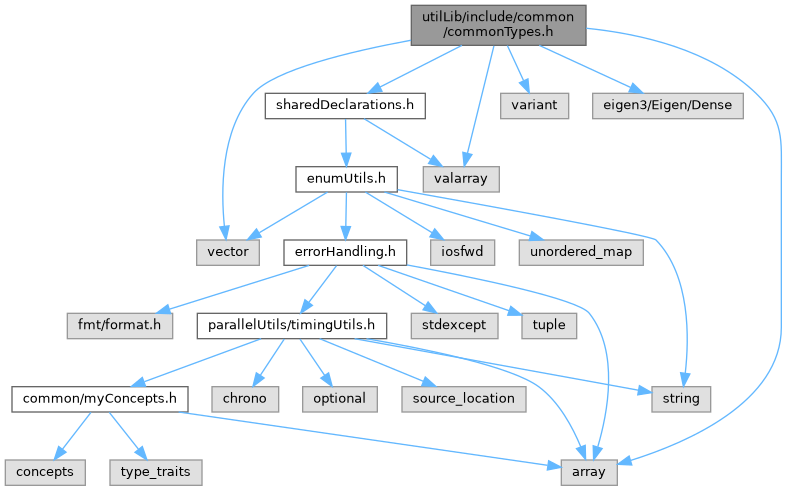 utilLib/include/common
/commonTypes.h
sharedDeclarations.h
variant
eigen3/Eigen/Dense
enumUtils.h
valarray
vector
errorHandling.h
iosfwd
unordered_map
fmt/format.h
parallelUtils/timingUtils.h
stdexcept
tuple
common/myConcepts.h
chrono
optional
source_location
string
concepts
type_traits
array